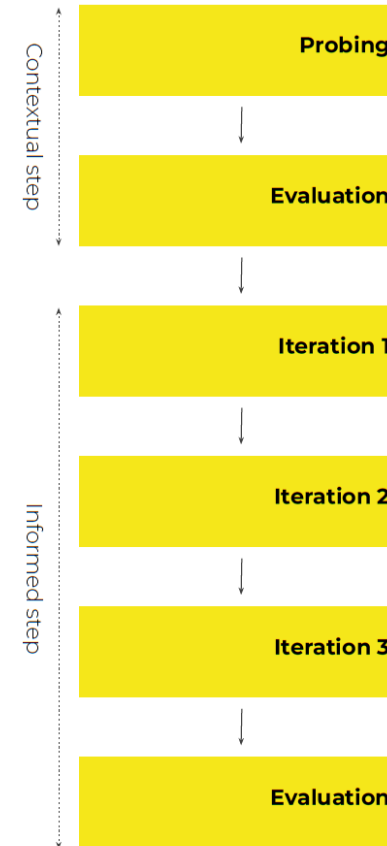 Contextual step
Probing
Evaluation
Informed step
Iteration 1
Iteration 2
Iteration 3
Evaluation